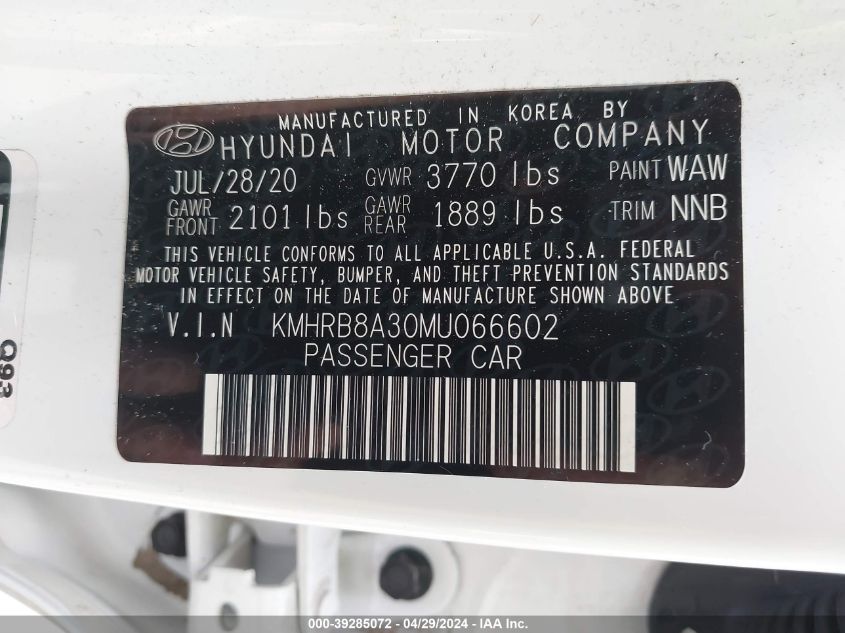 MANUFACTURED IN KOREA BY
HYUNDAI MOTOR COMPANY
JUL/28/20 GVWR 3770 lbs PAINT WAW
GAWR FRONT 2101 lbs GAWR REAR 1889 lbs TRIM NNB
THIS VEHICLE CONFORMS TO ALL APPLICABLE U.S.A. FEDERAL
MOTOR VEHICLE SAFETY, BUMPER, AND THEFT PREVENTION STANDARDS
IN EFFECT ON THE DATE OF MANUFACTURE SHOWN ABOVE
V.I.N KMHRB8A30MU066602
PASSENGER CAR
Q93
000-39285072 - 04/29/2024 - IAA Inc.